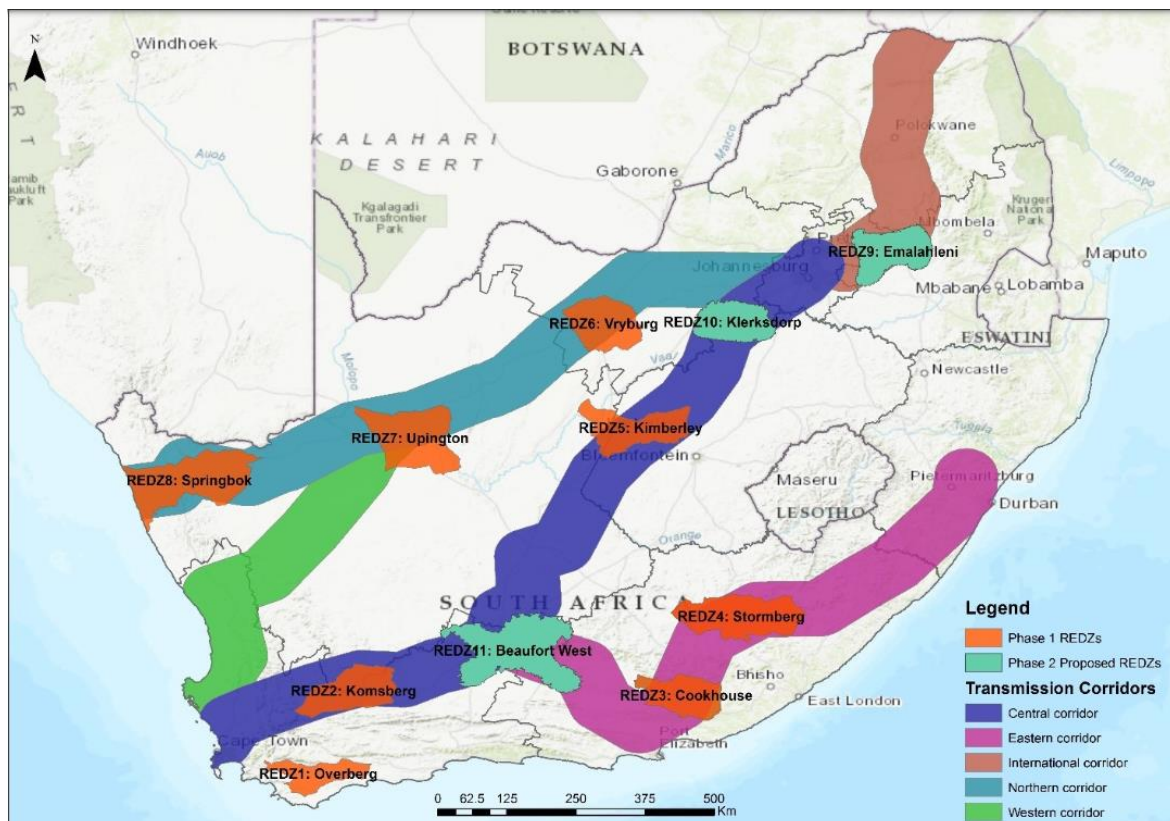 Windhoek
BOTSWANA
N
KALAHARI
DESERT
Auob
Marico
Polokwane
Limpopo
Gaborone
Kgalagadi
Transfrontier
Park
National
Park
Mbombela
REDZ9: Emalahleni
Maputo
Johannesburg
Mbabane
Lobamba
ESWATINI
REDZ6: Vryburg
REDZ10: Klerksdorp
Vaal
Molopo
Newcastle
REDZ5: Kimberley
REDZ7: Upington
Bloemfontein
Tugela
REDZ8: Springbok
Maseru
LESOTHO
Pietermaritzburg
Durban
Orange
SOUTH AFRICA
REDZ4: Stormberg
REDZ11: Beaufort West
REDZ2: Komsberg
REDZ3: Cookhouse
Bhisho
East London
Cape Town
Port
Elizabeth
REDZ1: Overberg
0 62.5 125 250 375 500
Km
Legend
Phase 1 REDZs
Phase 2 Proposed REDZs
Transmission Corridors
Central corridor
Eastern corridor
International corridor
Northern corridor
Western corridor